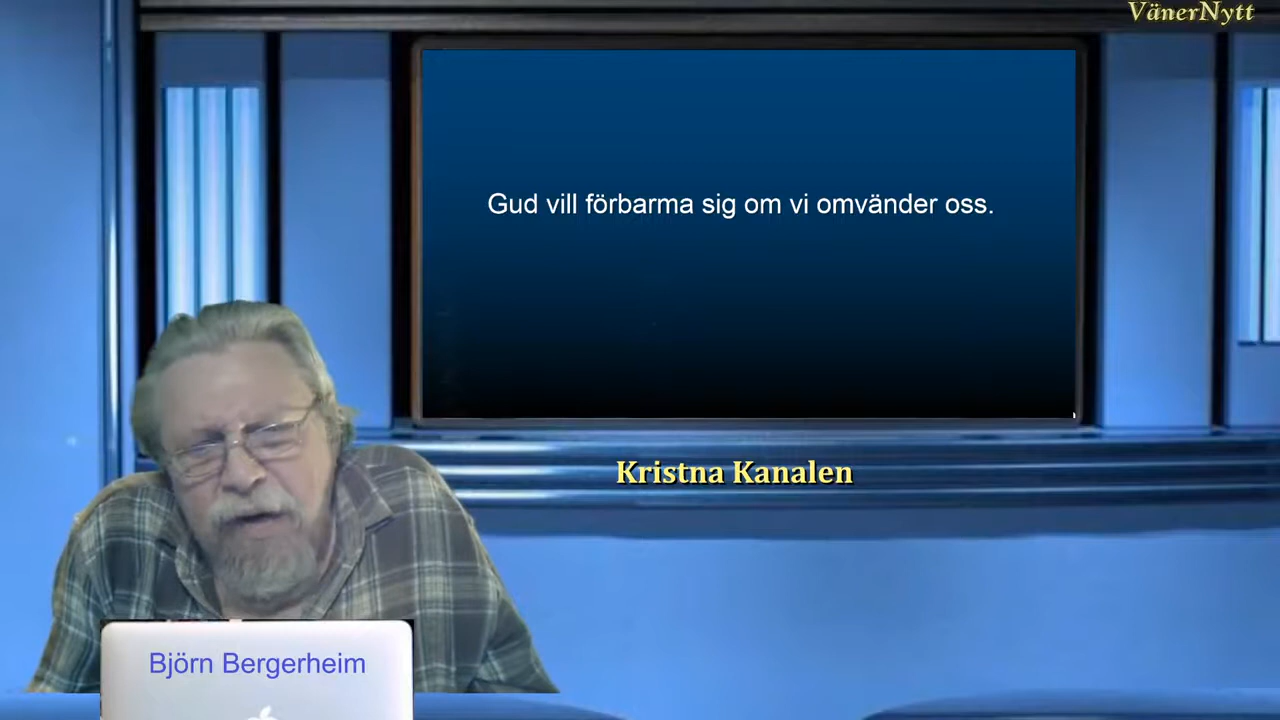 VänerNytt
Gud vill förbarma sig om vi omvänder oss.
Kristna Kanalen
Björn Bergerheim